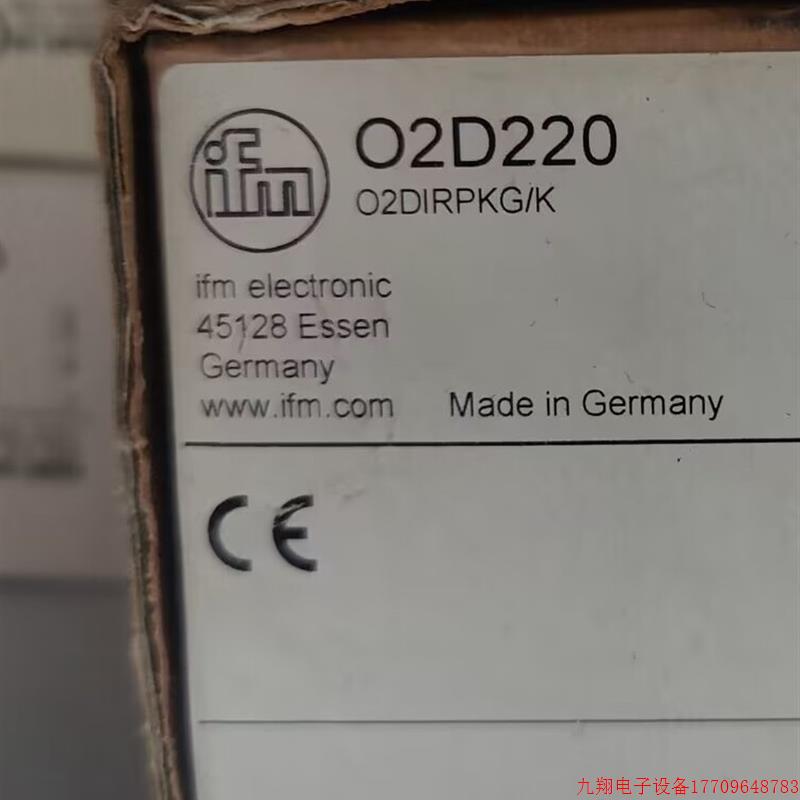 ifm
O2D220
O2DIRPKG/K
ifm electronic
45128 Essen
Germany
www.ifm.com
Made in Germany
CE
九翔电子设备17709648783